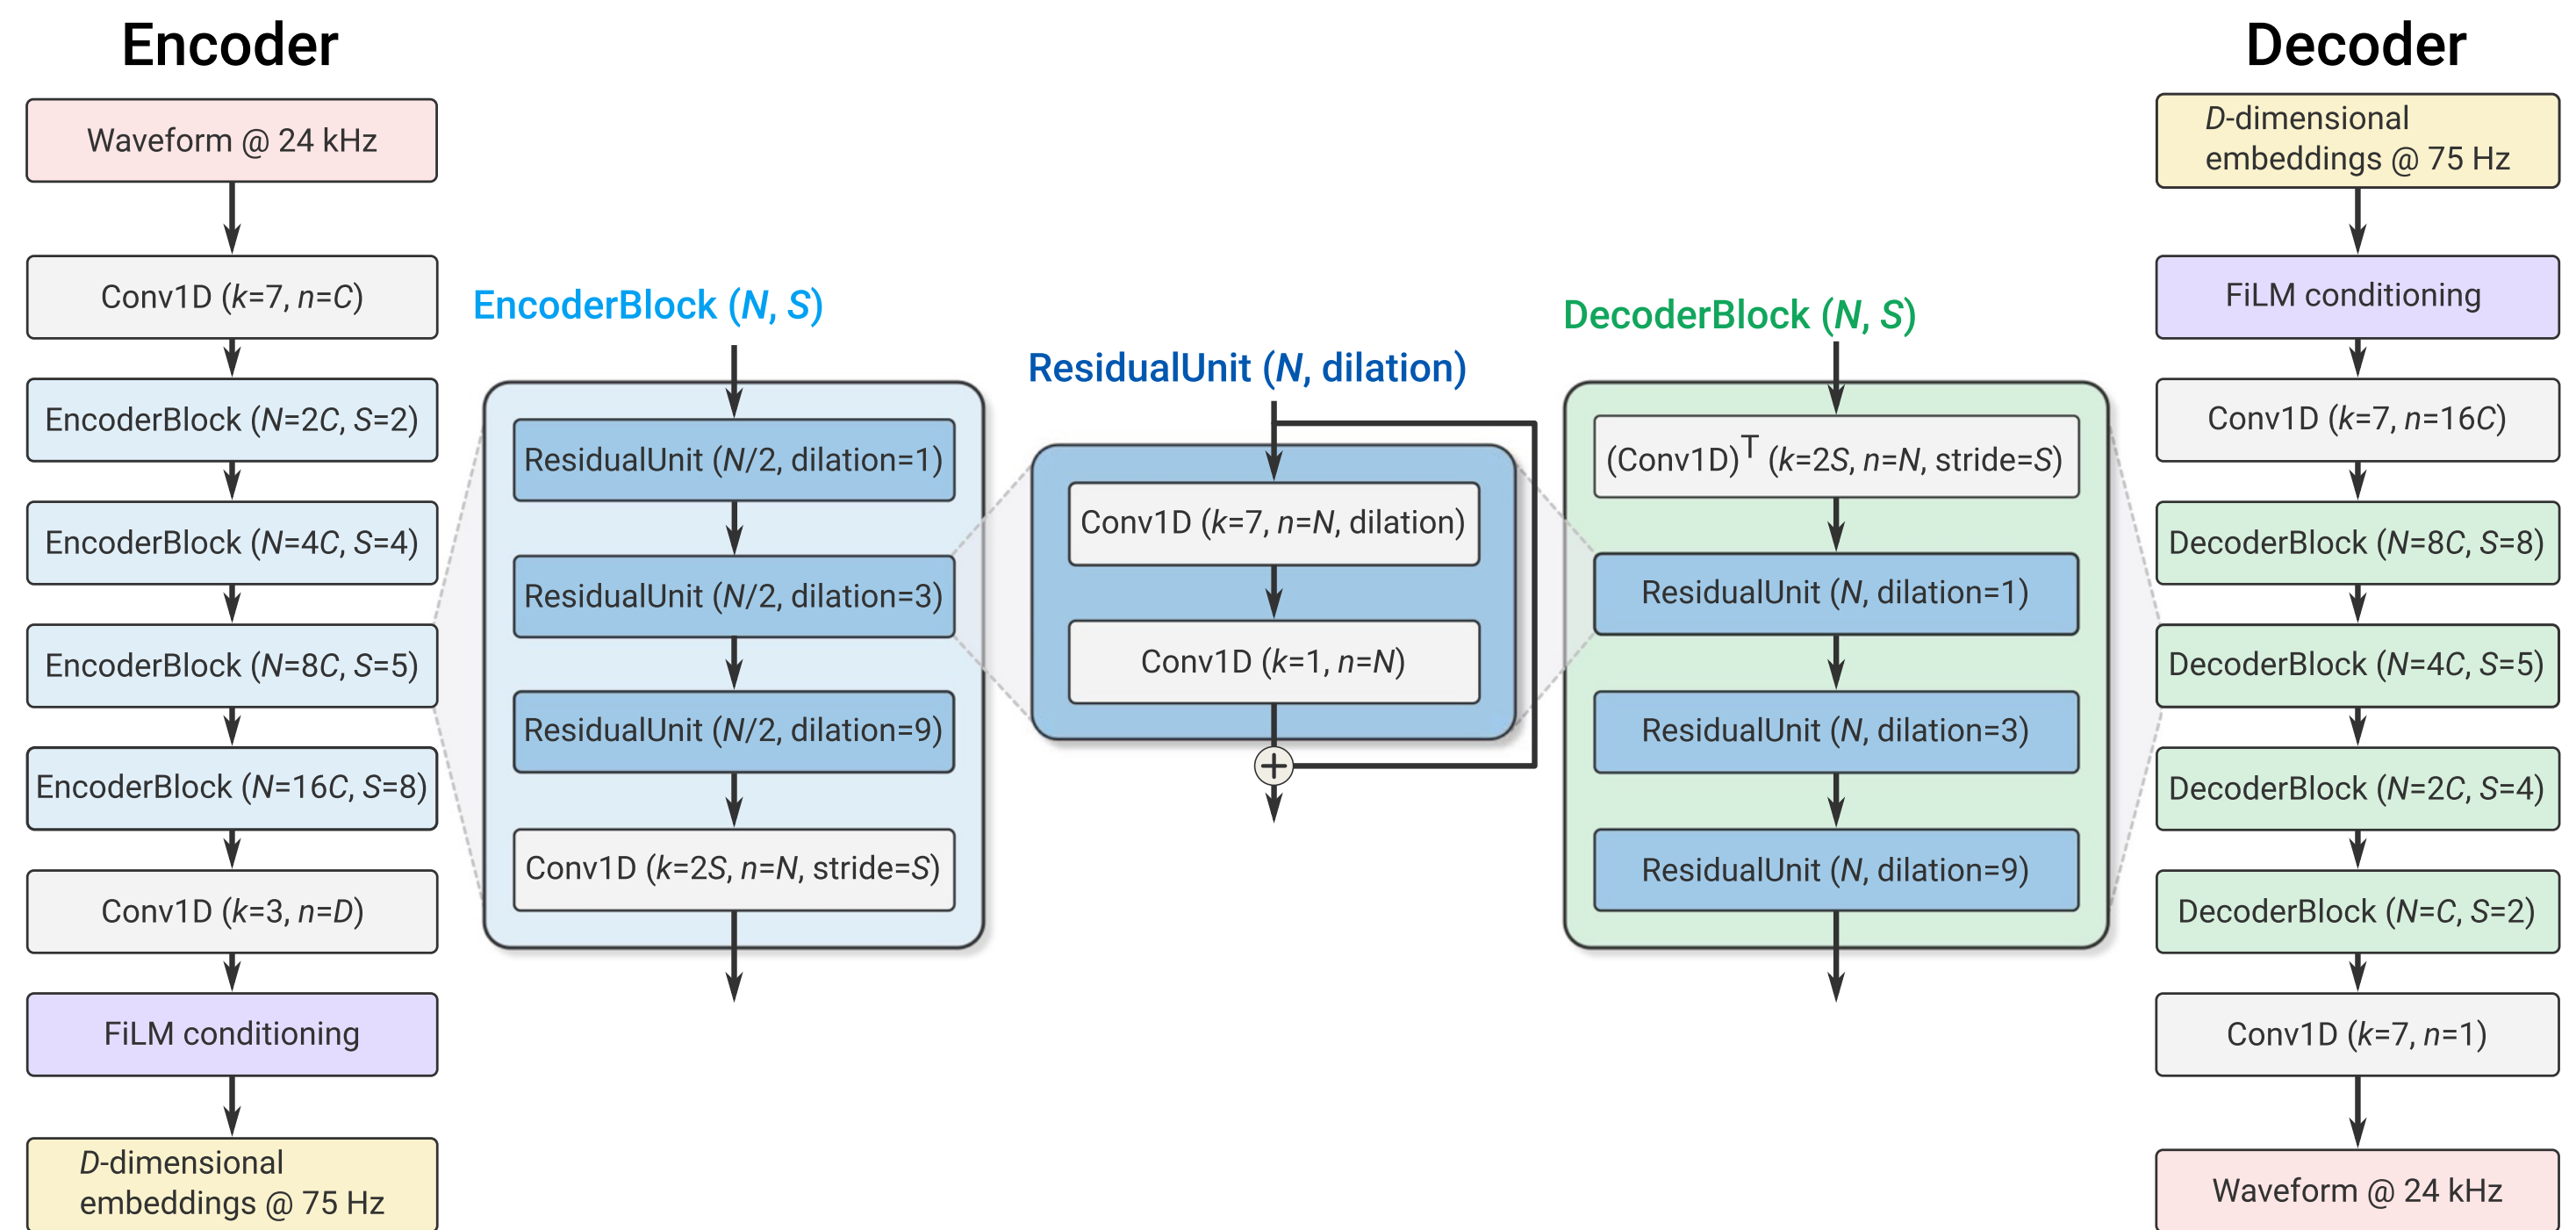 Encoder
Waveform @ 24 kHz
Conv1D (k=7, n=C)
EncoderBlock (N=2C, S=2)
EncoderBlock (N=4C, S=4)
EncoderBlock (N=8C, S=5)
EncoderBlock (N=16C, S=8)
Conv1D (k=3, n=D)
FiLM conditioning
D-dimensional
embeddings @ 75 Hz
EncoderBlock (N, S)
ResidualUnit (N/2, dilation=1)
ResidualUnit (N/2, dilation=3)
ResidualUnit (N/2, dilation=9)
Conv1D (k=2S, n=N, stride=S)
ResidualUnit (N, dilation)
Conv1D (k=7, n=N, dilation)
Conv1D (k=1, n=N)
+
DecoderBlock (N, S)
(Conv1D)ᵀ (k=2S, n=N, stride=S)
ResidualUnit (N, dilation=1)
ResidualUnit (N, dilation=3)
ResidualUnit (N, dilation=9)
Decoder
D-dimensional
embeddings @ 75 Hz
FiLM conditioning
Conv1D (k=7, n=16C)
DecoderBlock (N=8C, S=8)
DecoderBlock (N=4C, S=5)
DecoderBlock (N=2C, S=4)
DecoderBlock (N=C, S=2)
Conv1D (k=7, n=1)
Waveform @ 24 kHz